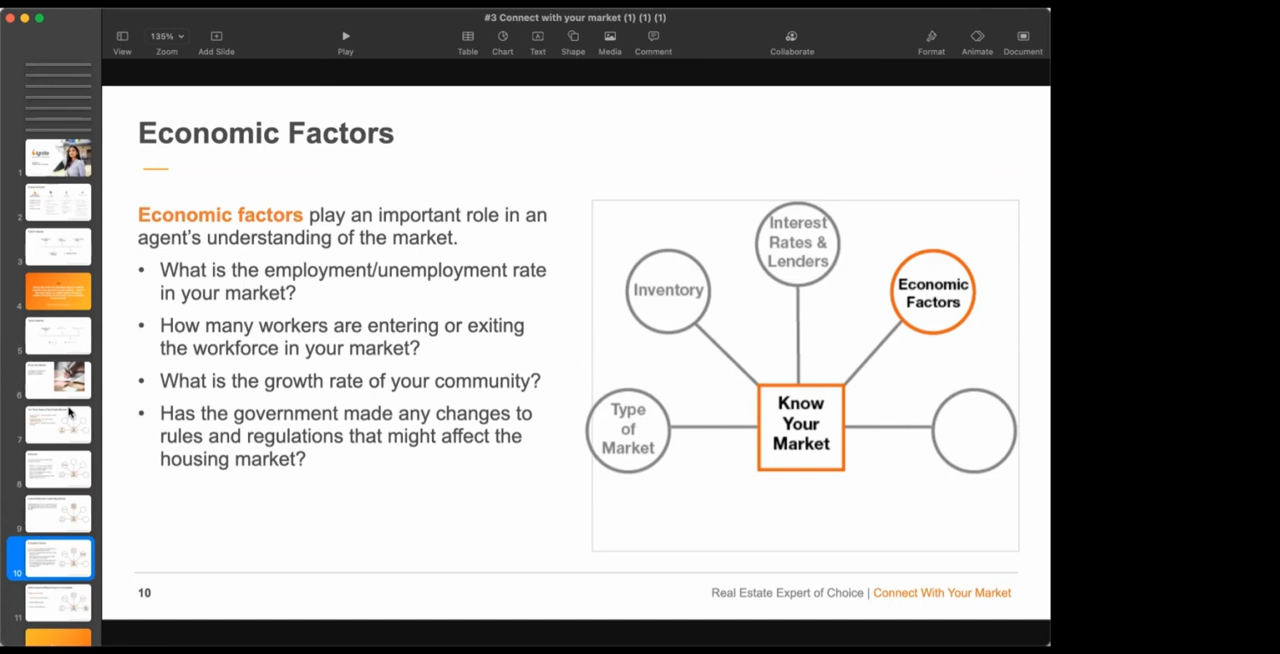 #3 Connect with your market (1) (1) (1)
135%
View
Zoom
Add Slide
Play
Table
Chart
Text
Shape
Media
Comment
Collaborate
Format
Animate
Document
1
2
3
4
5
6
7
8
9
10
11
Economic Factors
Economic factors play an important role in an
agent's understanding of the market.
• What is the employment/unemployment rate
in your market?
• How many workers are entering or exiting
the workforce in your market?
• What is the growth rate of your community?
• Has the government made any changes to
rules and regulations that might affect the
housing market?
Interest
Rates &
Lenders
Inventory
Economic
Factors
Type
of
Market
Know
Your
Market
10
Real Estate Expert of Choice | Connect With Your Market